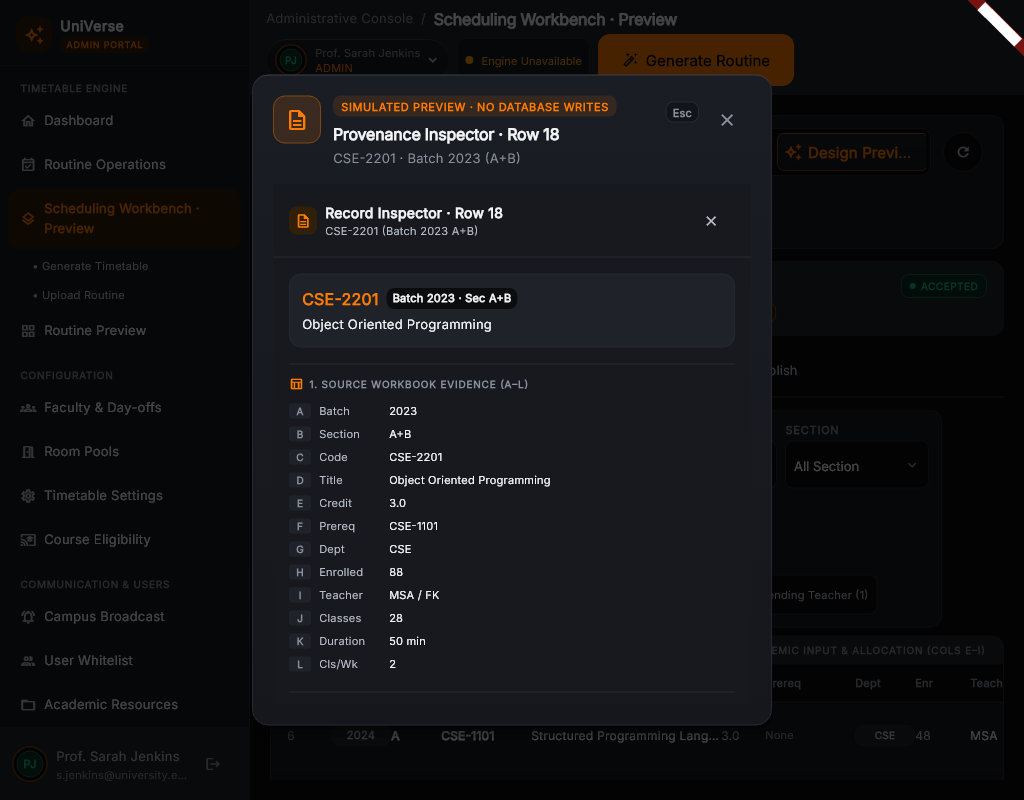 UniVerse
ADMIN PORTAL
TIMETABLE ENGINE
Dashboard
Routine Operations
Scheduling Workbench ·
Preview
• Generate Timetable
• Upload Routine
Routine Preview
CONFIGURATION
Faculty & Day-offs
Room Pools
Timetable Settings
Course Eligibility
COMMUNICATION & USERS
Campus Broadcast
User Whitelist
Academic Resources
PJ
Prof. Sarah Jenkins
s.jenkins@university.e...
Administrative Console / Scheduling Workbench · Preview
PJ
Prof. Sarah Jenkins
ADMIN
Engine Unavailable
Generate Routine
Design Previ...
ACCEPTED
SIMULATED PREVIEW · NO DATABASE WRITES
Esc
Provenance Inspector · Row 18
CSE-2201 · Batch 2023 (A+B)
Record Inspector · Row 18
CSE-2201 (Batch 2023 A+B)
CSE-2201 Batch 2023 · Sec A+B
Object Oriented Programming
1. SOURCE WORKBOOK EVIDENCE (A–L)
A Batch 2023
B Section A+B
C Code CSE-2201
D Title Object Oriented Programming
E Credit 3.0
F Prereq CSE-1101
G Dept CSE
H Enrolled 88
I Teacher MSA / FK
J Classes 28
K Duration 50 min
L Cls/Wk 2
blish
SECTION
All Section
nding Teacher (1)
EMIC INPUT & ALLOCATION (COLS E–I)
rereq Dept Enr Teach
6 2024 A CSE-1101 Structured Programming Lang... 3.0 None CSE 48 MSA